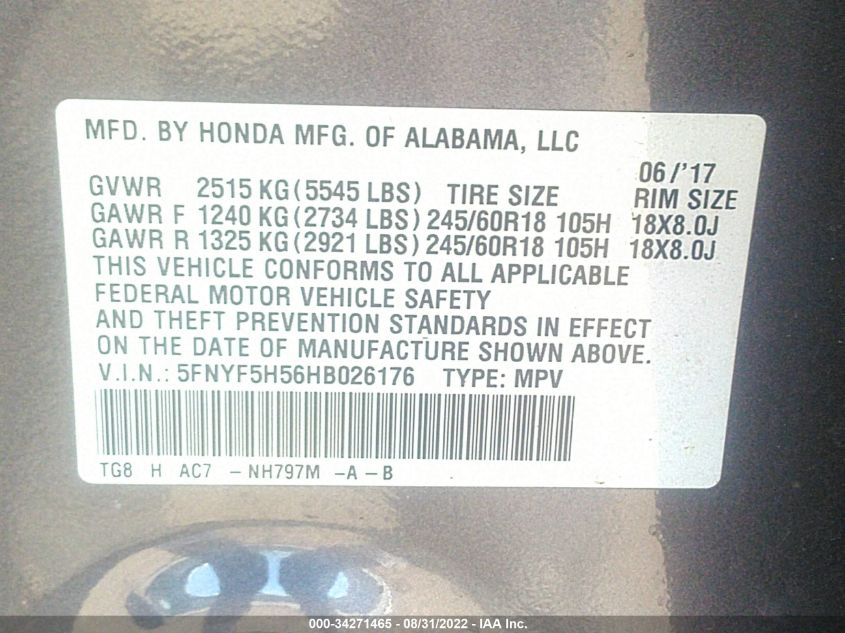 MFD. BY HONDA MFG. OF ALABAMA, LLC
06/'17
GVWR 2515 KG (5545 LBS) TIRE SIZE RIM SIZE
GAWR F 1240 KG (2734 LBS) 245/60R18 105H 18X8.0J
GAWR R 1325 KG (2921 LBS) 245/60R18 105H 18X8.0J
THIS VEHICLE CONFORMS TO ALL APPLICABLE
FEDERAL MOTOR VEHICLE SAFETY
AND THEFT PREVENTION STANDARDS IN EFFECT
ON THE DATE OF MANUFACTURE SHOWN ABOVE.
V.I.N.: 5FNYF5H56HB026176 TYPE: MPV
TG8 H AC7 -NH797M -A-B
000-34271465 - 08/31/2022 - IAA Inc.